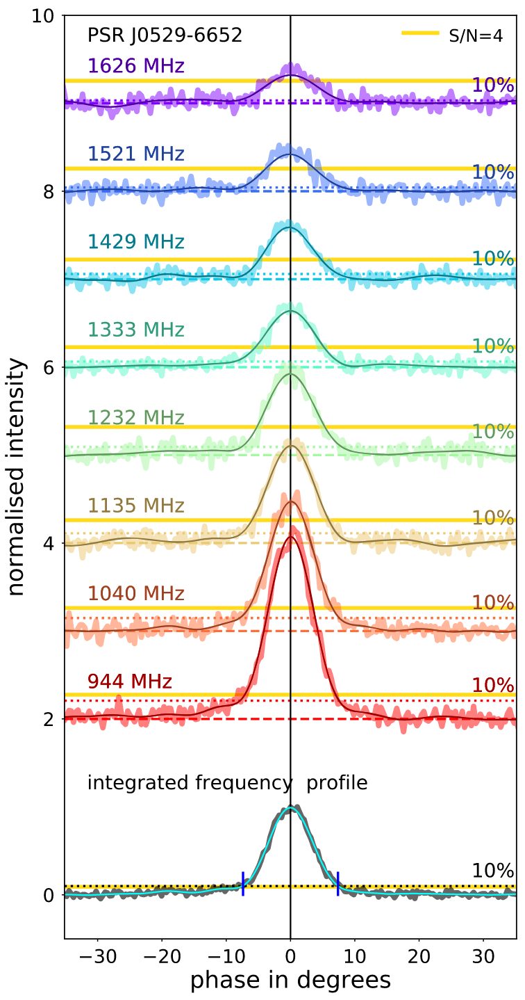 10
PSR J0529-6652
S/N=4
1626 MHz
10%
1521 MHz
10%
8
1429 MHz
10%
1333 MHz
10%
6
1232 MHz
10%
1135 MHz
10%
4
1040 MHz
10%
944 MHz
10%
2
integrated frequency profile
10%
0
−30 −20 −10 0 10 20 30
phase in degrees
normalised intensity